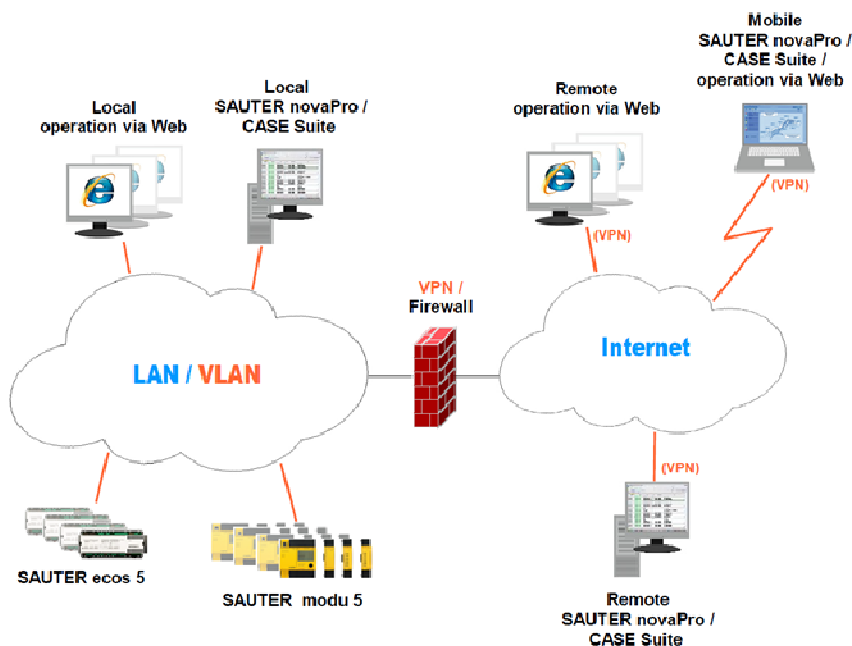 Mobile
SAUTER novaPro /
CASE Suite /
operation via Web
Local
SAUTER novaPro /
CASE Suite
Local
operation via Web
Remote
operation via Web
(VPN)
(VPN)
VPN /
Firewall
LAN / VLAN
Internet
(VPN)
SAUTER ecos 5
SAUTER modu 5
Remote
SAUTER novaPro /
CASE Suite